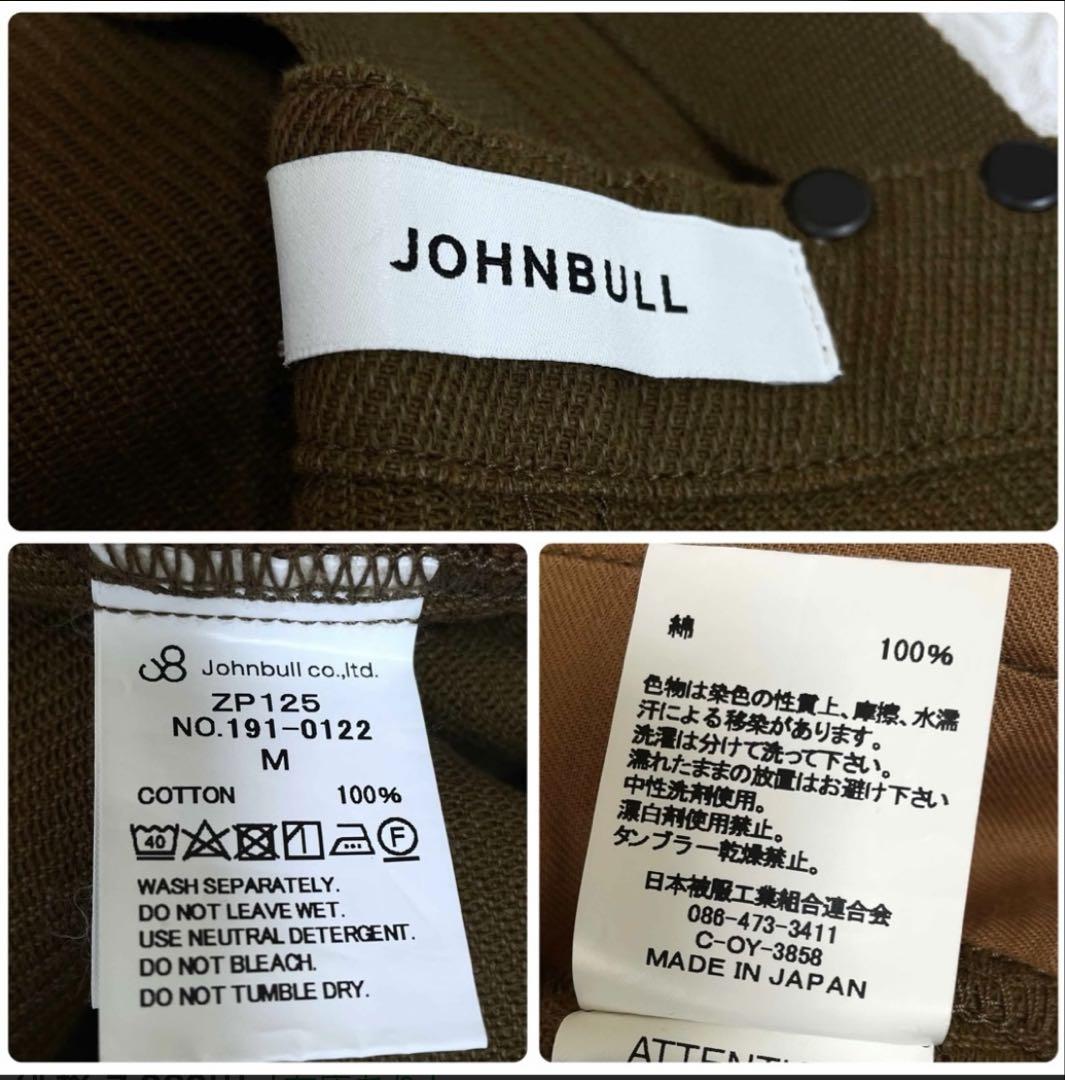 JOHNBULL
Johnbull co.,ltd.
ZP125
NO.191-0122
M
COTTON 100%
40
F
WASH SEPARATELY.
DO NOT LEAVE WET.
USE NEUTRAL DETERGENT.
DO NOT BLEACH.
DO NOT TUMBLE DRY.
綿 100%
色物は染色の性質上、摩擦、水濡
汗による移染があります。
洗濯は分けて洗って下さい。
濡れたままの放置はお避け下さい
中性洗剤使用。
漂白剤使用禁止。
タンブラー乾燥禁止。
日本被服工業組合連合会
086-473-3411
C-OY-3858
MADE IN JAPAN